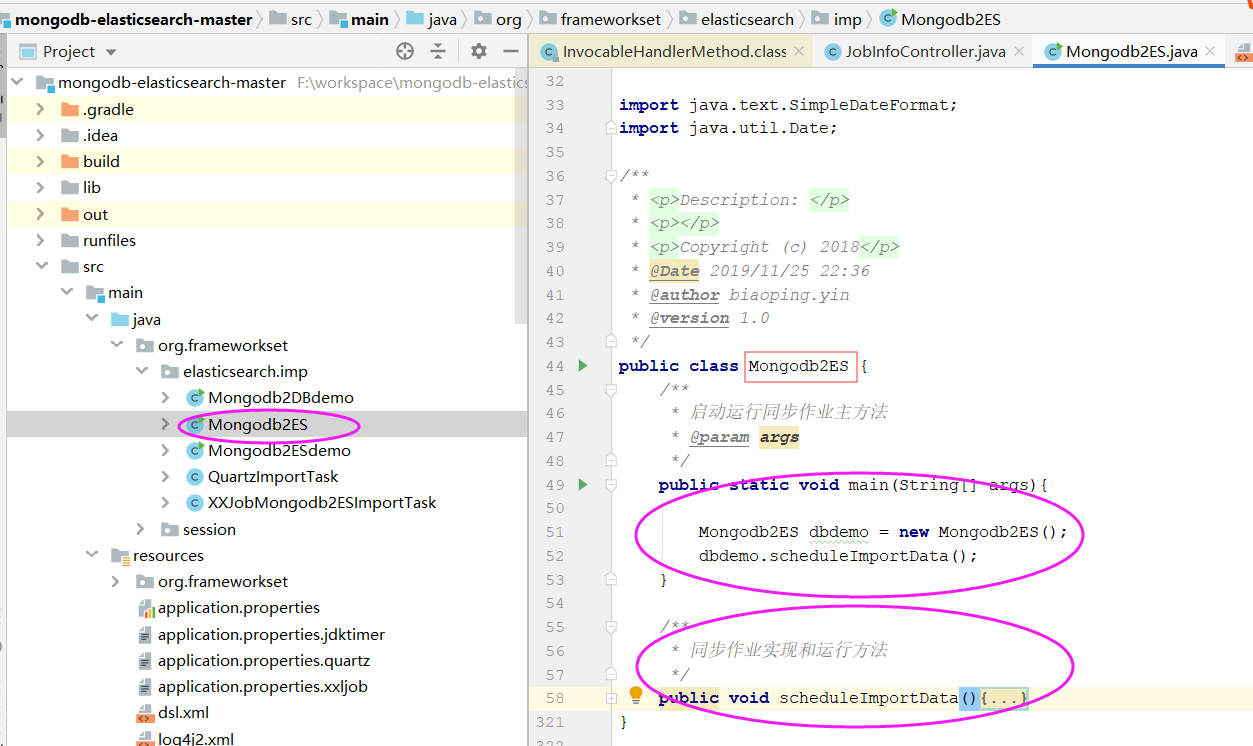 mongodb-elasticsearch-master src main java org frameworkset elasticsearch imp Mongodb2ES
Project
InvocableHandlerMethod.class JobInfoController.java Mongodb2ES.java
mongodb-elasticsearch-master F:\workspace\mongodb-elastics
.gradle
.idea
build
lib
out
runfiles
src
main
java
org.frameworkset
elasticsearch.imp
Mongodb2DBdemo
Mongodb2ES
Mongodb2ESdemo
QuartzImportTask
XXJobMongodb2ESImportTask
session
resources
org.frameworkset
application.properties
application.properties.jdktimer
application.properties.quartz
application.properties.xxljob
dsl.xml
log4j2.xml
32
33 import java.text.SimpleDateFormat;
34 import java.util.Date;
35
36 /**
37 * <p>Description: </p>
38 * <p></p>
39 * <p>Copyright (c) 2018</p>
40 * @Date 2019/11/25 22:36
41 * @author biaoping.yin
42 * @version 1.0
43 */
44 public class Mongodb2ES {
45 /**
46 * 启动运行同步作业主方法
47 * @param args
48 */
49 public static void main(String[] args){
50
51 Mongodb2ES dbdemo = new Mongodb2ES();
52 dbdemo.scheduleImportData();
53 }
54
55 /**
56 * 同步作业实现和运行方法
57 */
58 public void scheduleImportData(){...}
321 }
322